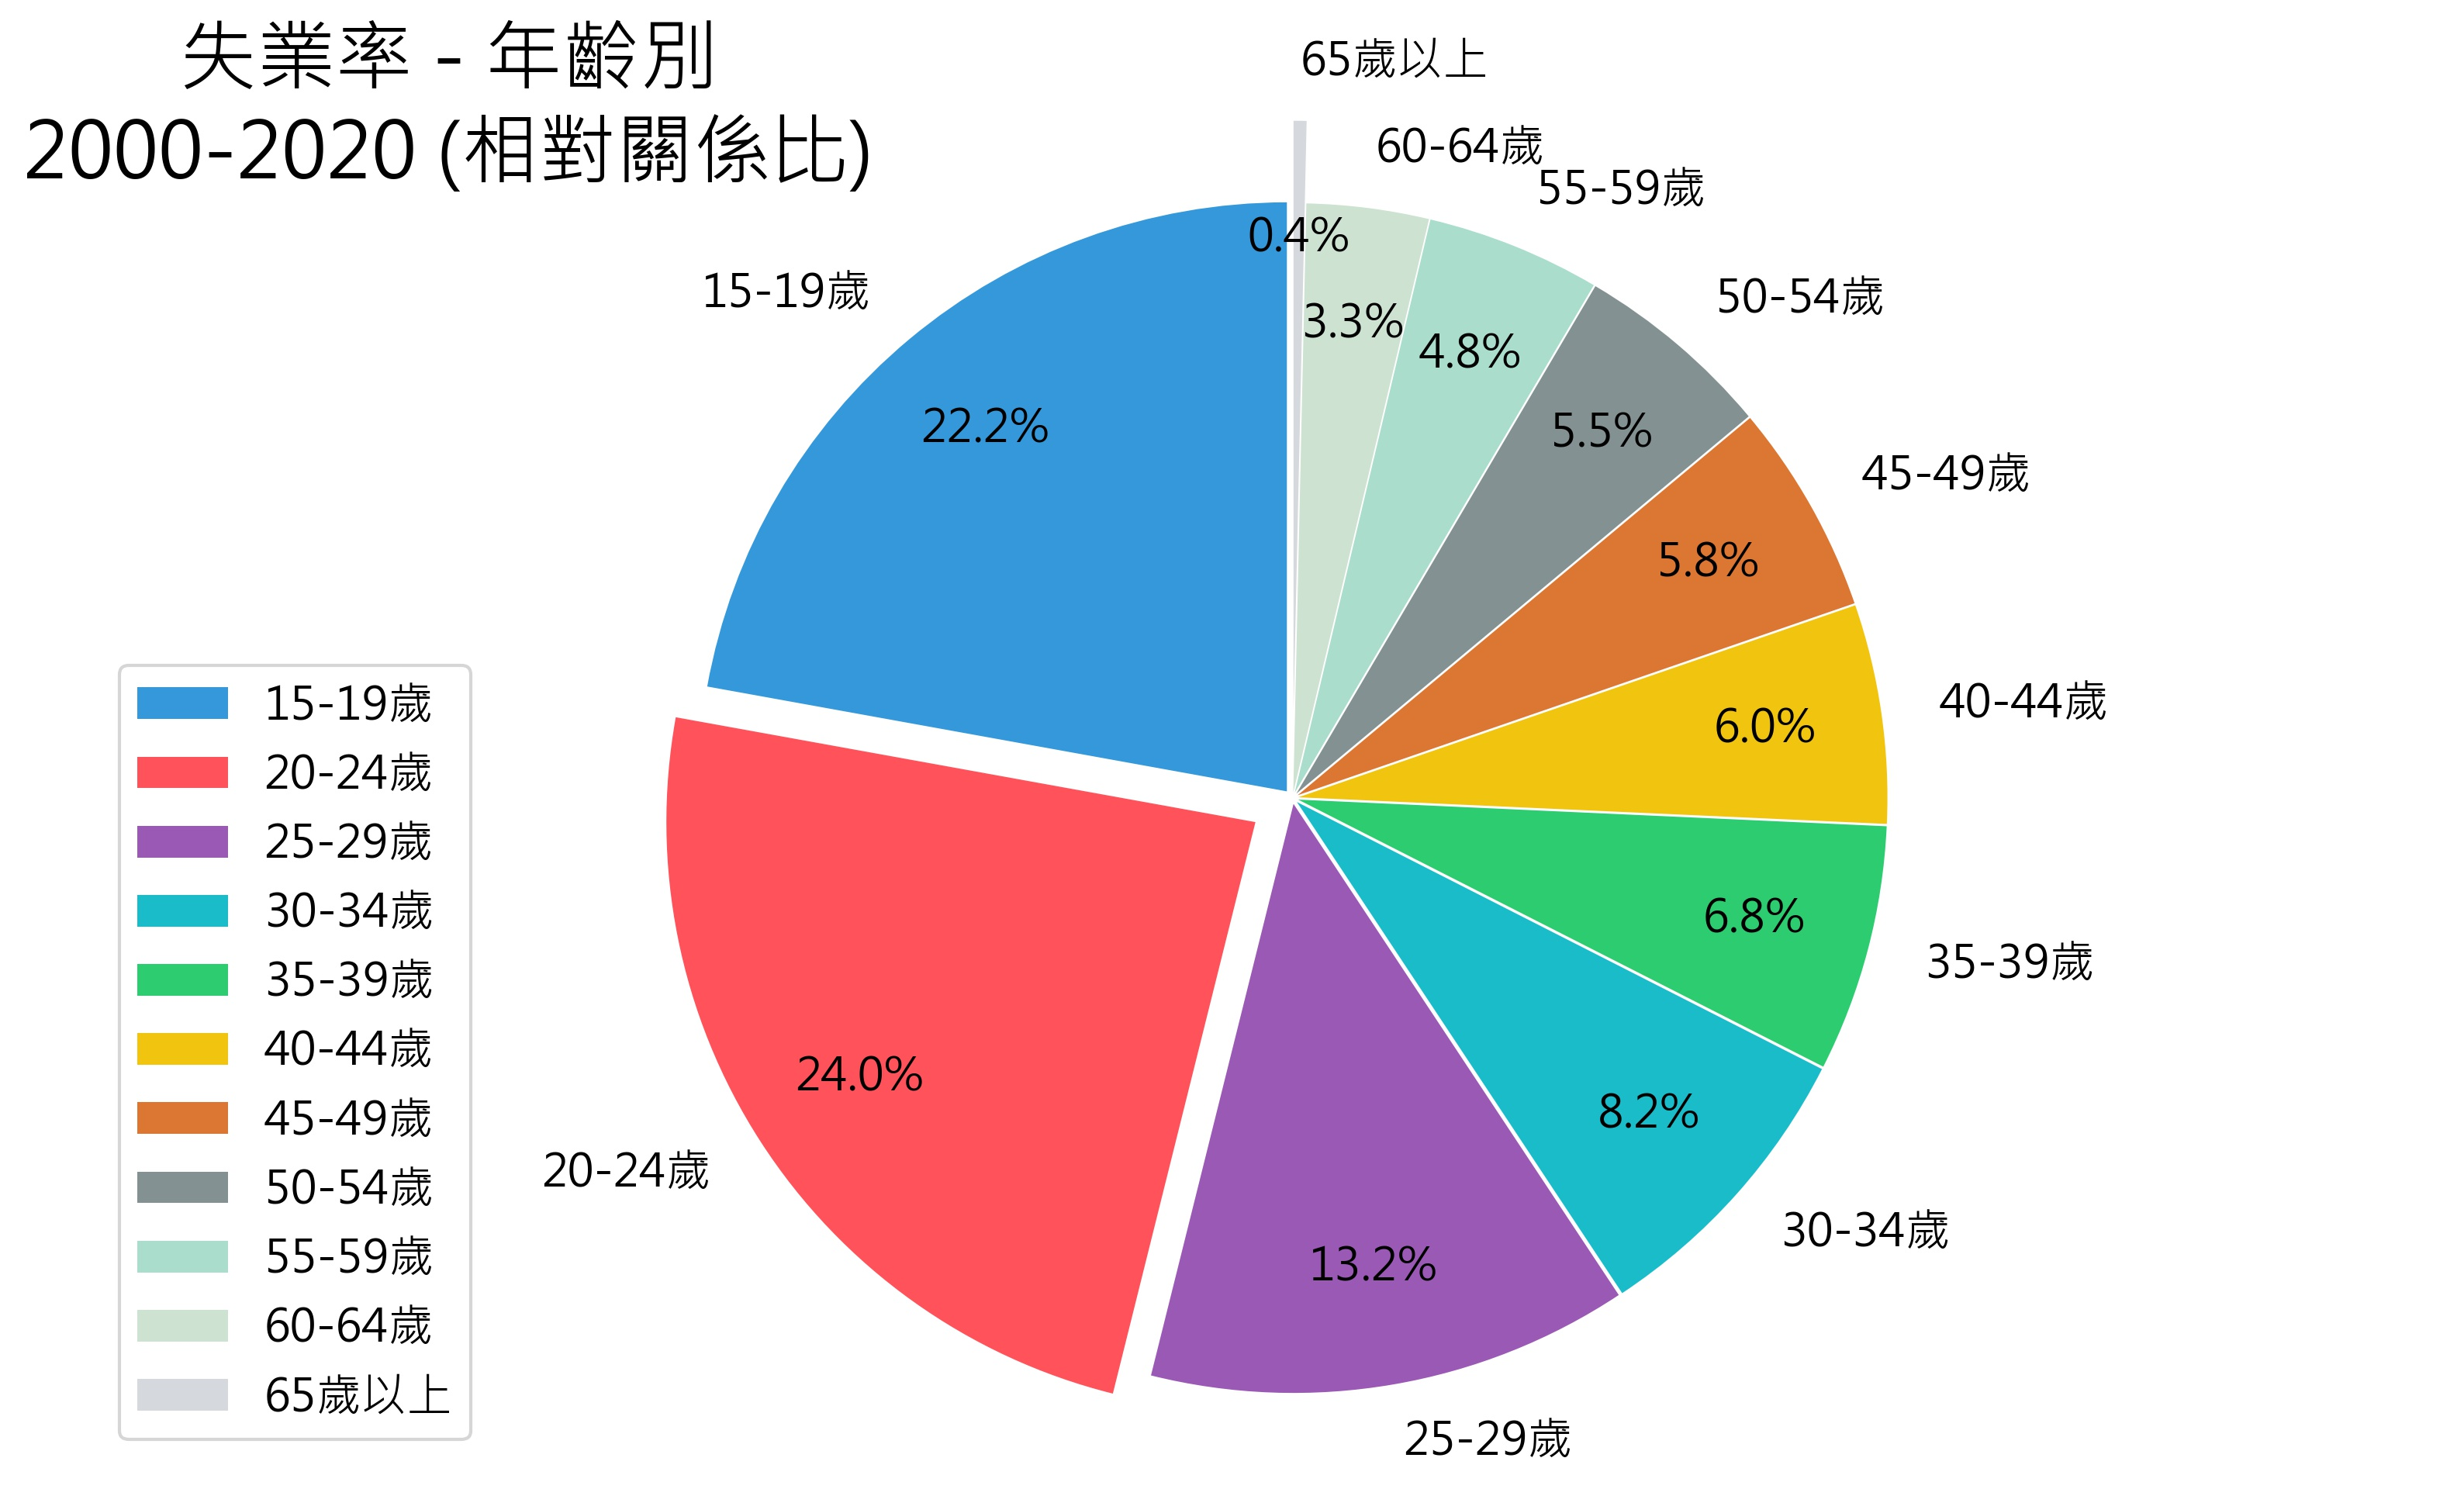 失業率 - 年齡別
2000-2020 (相對關係比)
65歲以上
60-64歲
55-59歲
50-54歲
45-49歲
40-44歲
35-39歲
30-34歲
25-29歲
20-24歲
15-19歲
0.4%
3.3%
4.8%
5.5%
5.8%
6.0%
6.8%
8.2%
13.2%
24.0%
22.2%
15-19歲
20-24歲
25-29歲
30-34歲
35-39歲
40-44歲
45-49歲
50-54歲
55-59歲
60-64歲
65歲以上